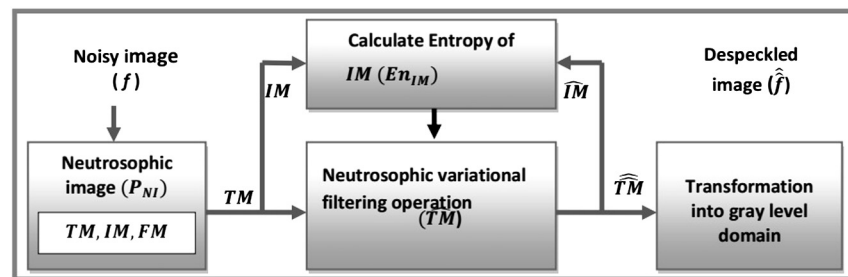 Noisy image
(f)
Calculate Entropy of
IM (En_IM)
Despeckled
image (f̂̂)
IM
ÎM
Neutrosophic
image (P_NI)
TM, IM, FM
TM
Neutrosophic variational
filtering operation
(TM)
T̂̂M
Transformation
into gray level
domain